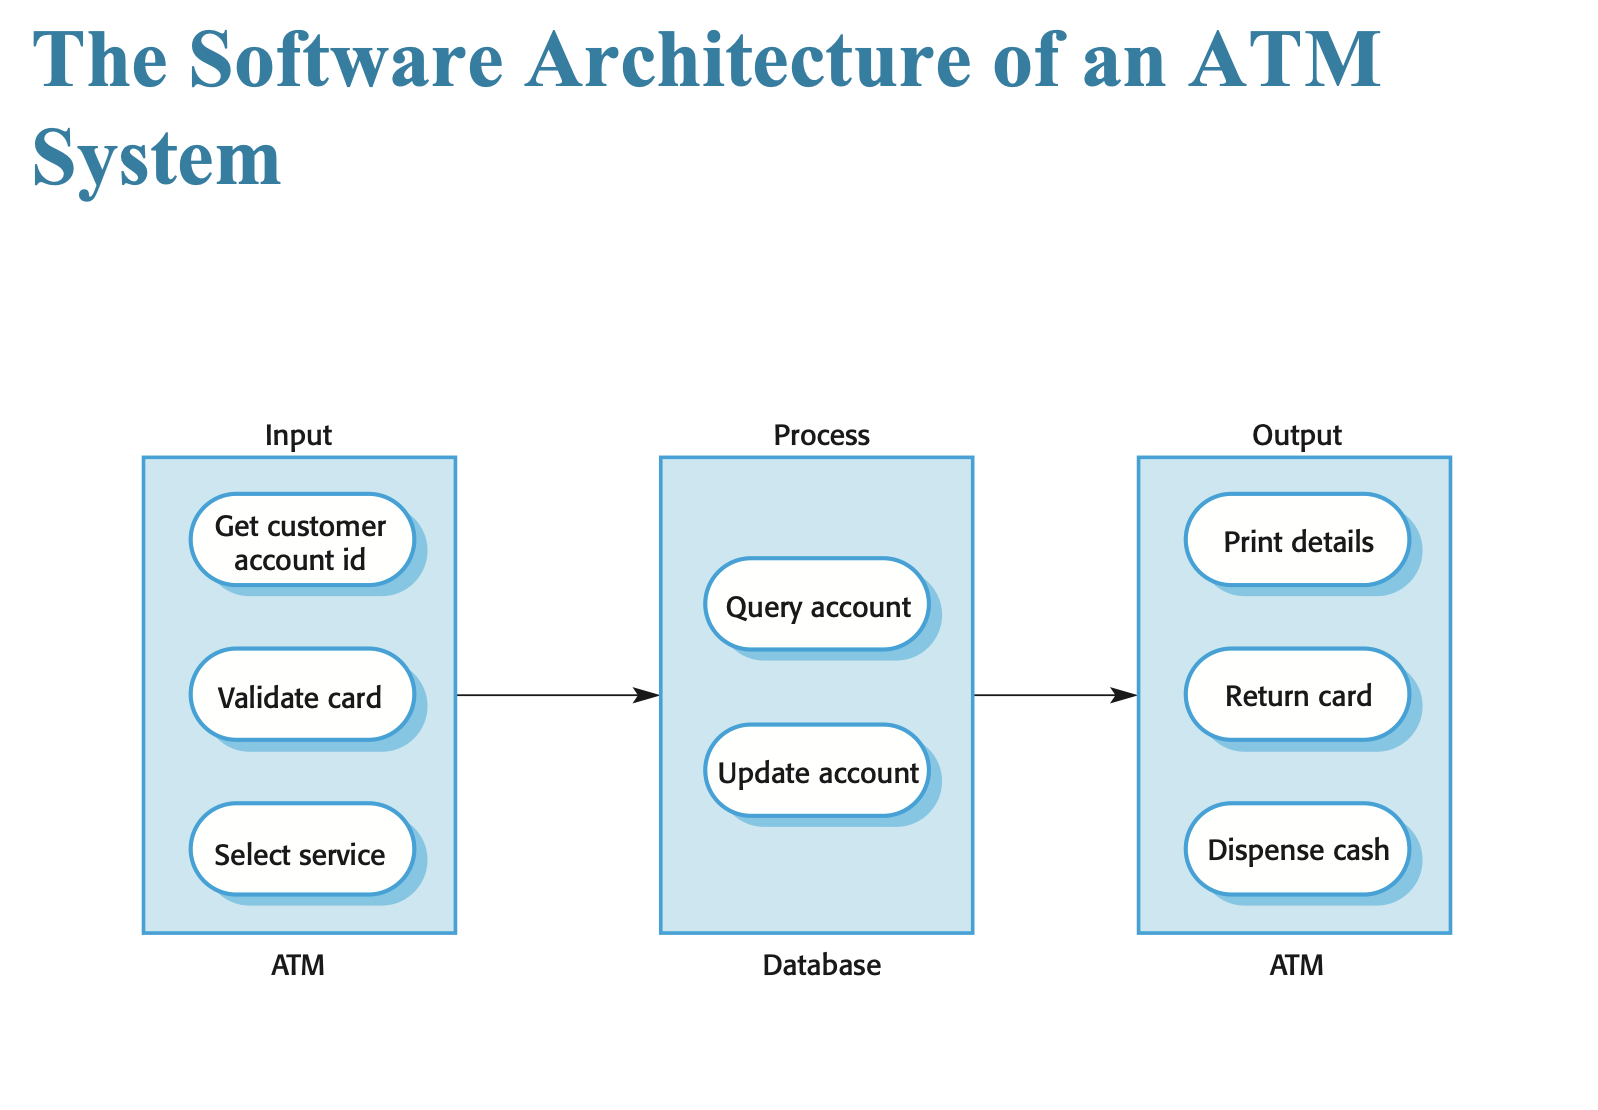 The Software Architecture of an ATM
System
Input
Get customer
account id
Validate card
Select service
ATM
Process
Query account
Update account
Database
Output
Print details
Return card
Dispense cash
ATM